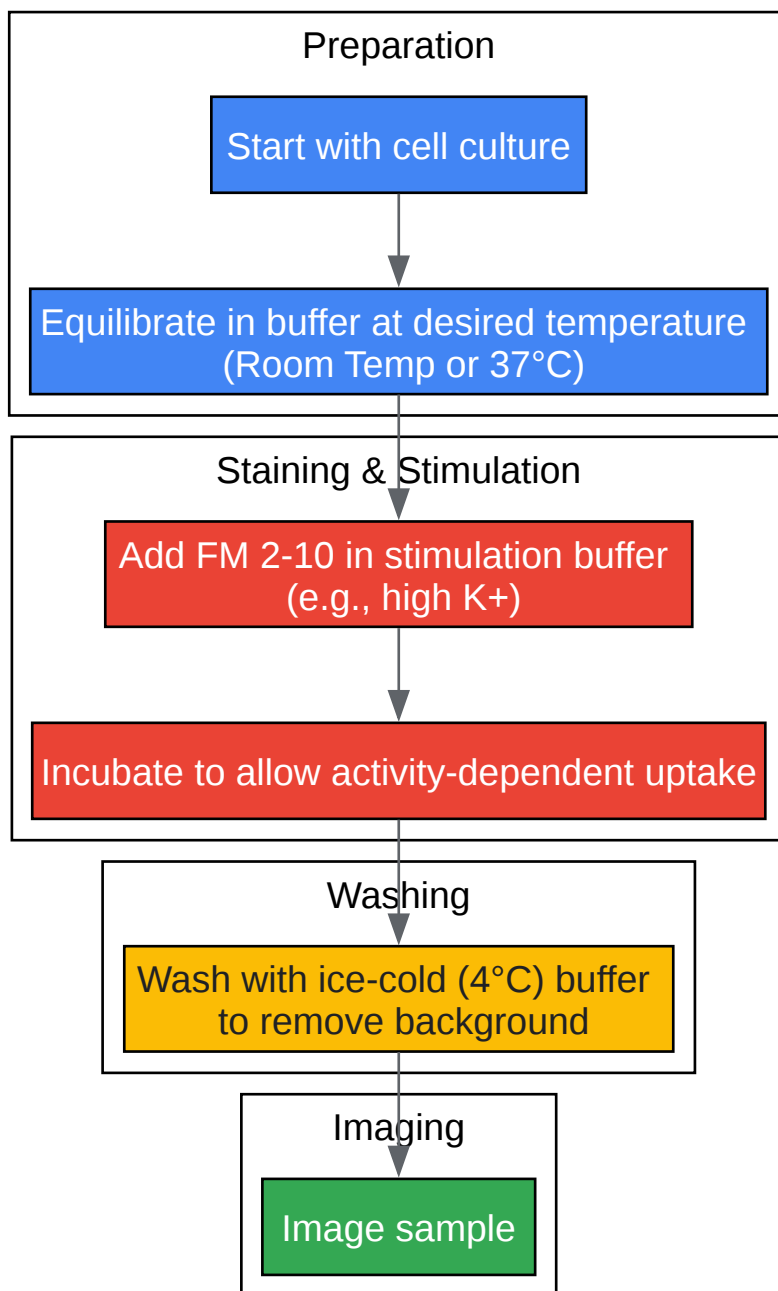 Preparation
Start with cell culture
Equilibrate in buffer at desired temperature
(Room Temp or 37°C)
Staining & Stimulation
Add FM 2-10 in stimulation buffer
(e.g., high K+)
Incubate to allow activity-dependent uptake
Washing
Wash with ice-cold (4°C) buffer
to remove background
Imaging
Image sample